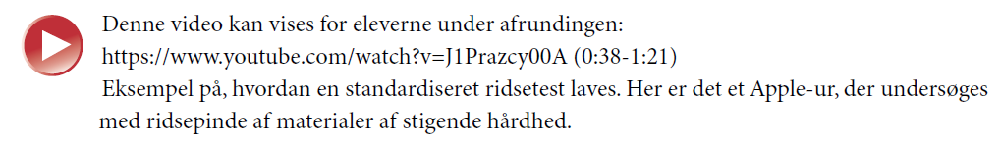 Denne video kan vises for eleverne under afrundingen:
https://www.youtube.com/watch?v=J1Prazcy00A (0:38-1:21)
Eksempel på, hvordan en standardiseret ridsetest laves. Her er det et Apple-ur, der undersøges
med ridsepinde af materialer af stigende hårdhed.